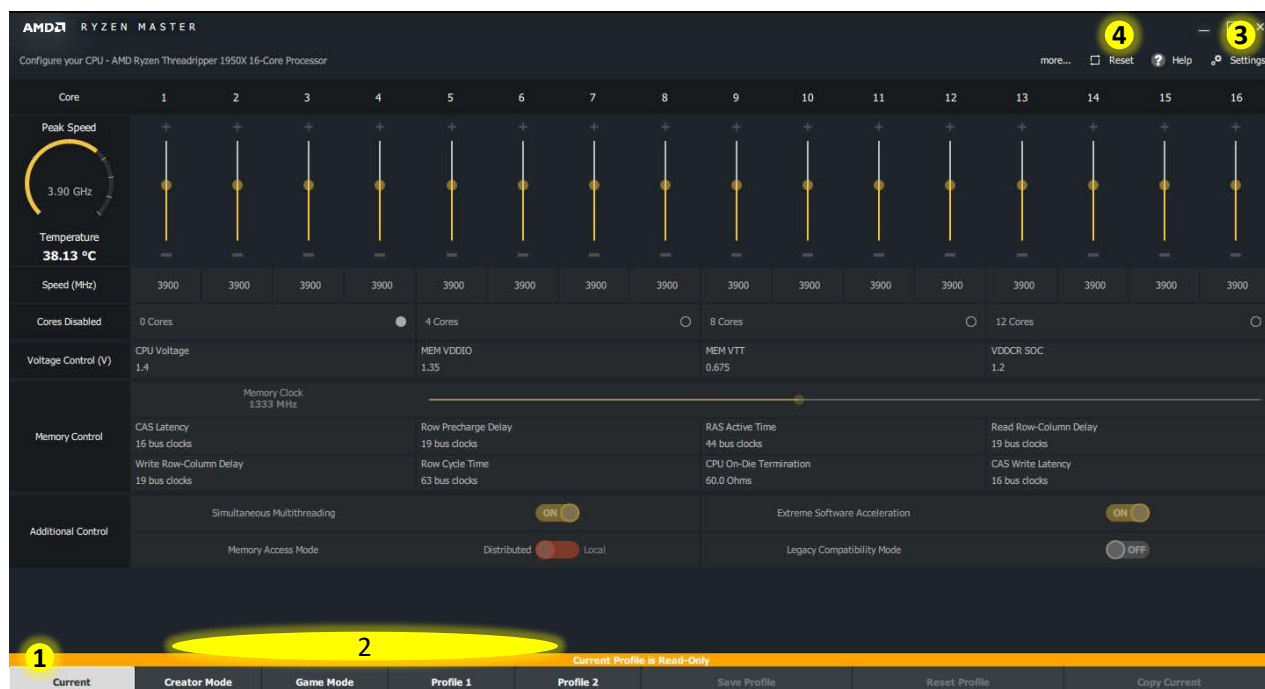 AMD RYZEN MASTER
4
3
Configure your CPU - AMD Ryzen Threadripper 1950X 16-Core Processor
more... Reset ? Help Settings
Core 1 2 3 4 5 6 7 8 9 10 11 12 13 14 15 16
Peak Speed
3.90 GHz
Temperature
38.13 °C
Speed (MHz) 3900 3900 3900 3900 3900 3900 3900 3900 3900 3900 3900 3900 3900 3900 3900 3900
Cores Disabled 0 Cores 4 Cores 8 Cores 12 Cores
Voltage Control (V)
CPU Voltage MEM VDDIO MEM VTT VDDCR SOC
1.4 1.35 0.675 1.2
Memory Control
Memory Clock
1333 MHz
CAS Latency Row Precharge Delay RAS Active Time Read Row-Column Delay
16 bus clocks 19 bus clocks 44 bus clocks 19 bus clocks
Write Row-Column Delay Row Cycle Time CPU On-Die Termination CAS Write Latency
19 bus clocks 63 bus clocks 60.0 Ohms 16 bus clocks
Additional Control
Simultaneous Multithreading ON Extreme Software Acceleration ON
Memory Access Mode Distributed Local Legacy Compatibility Mode OFF
1
2
Current Profile is Read-Only
Current Creator Mode Game Mode Profile 1 Profile 2 Save Profile Reset Profile Copy Current